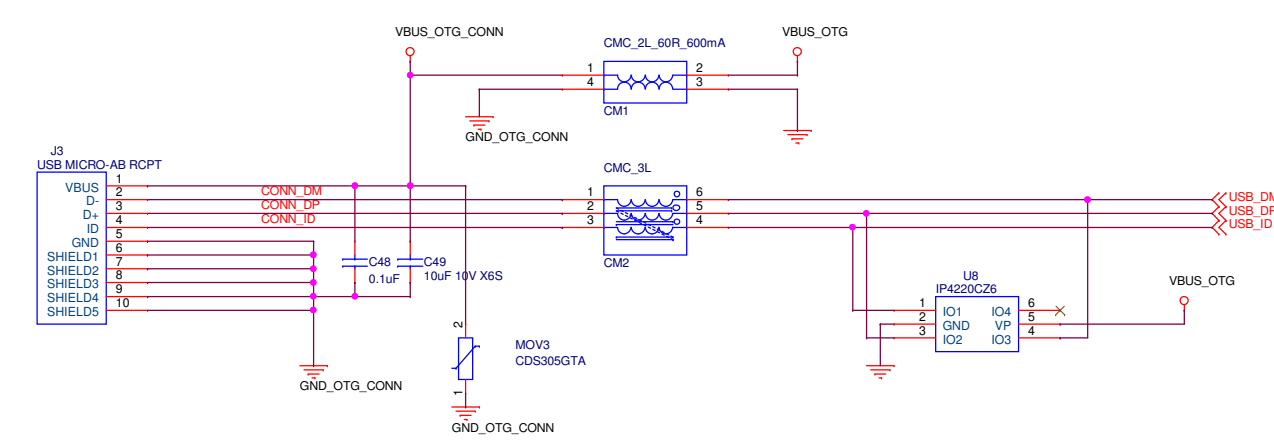 VBUS_OTG_CONN
CMC_2L_60R_600mA
VBUS_OTG
1
4
2
3
CM1
GND_OTG_CONN
J3
USB MICRO-AB RCPT
VBUS 1
D- 2
D+ 3
ID 4
GND 5
SHIELD1 6
SHIELD2 7
SHIELD3 8
SHIELD4 9
SHIELD5 10
CONN_DM
CONN_DP
CONN_ID
CMC_3L
1
2
3
6
5
4
CM2
USB_DM
USB_DP
USB_ID
C48
0.1uF
C49
10uF 10V X6S
GND_OTG_CONN
2
MOV3
CDS305GTA
1
GND_OTG_CONN
U8
IP4220CZ6
1 IO1 IO4 6
2 GND VP 5
3 IO2 IO3 4
VBUS_OTG